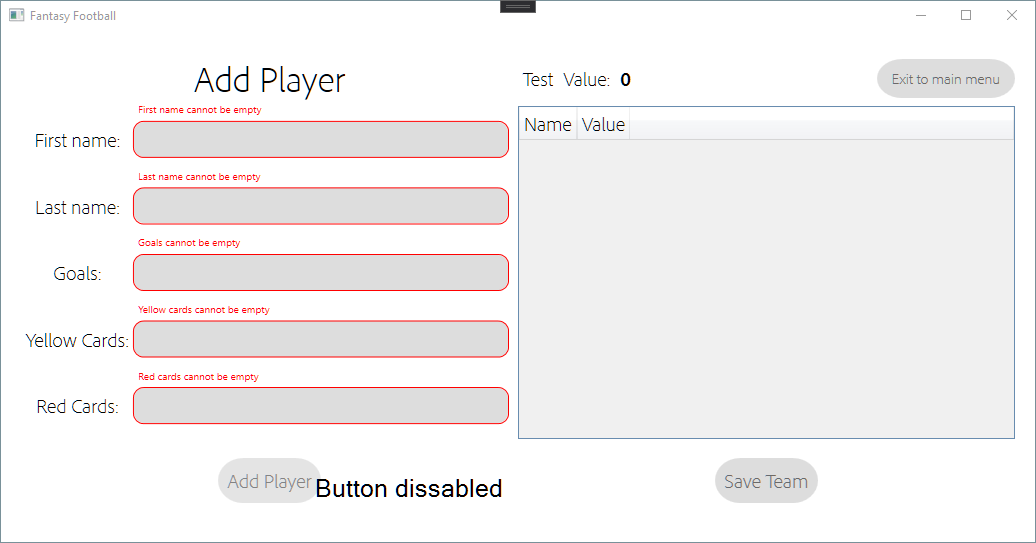 Fantasy Football
Add Player
Test Value: 0
Exit to main menu
First name cannot be empty
First name:
Last name cannot be empty
Last name:
Goals cannot be empty
Goals:
Yellow cards cannot be empty
Yellow Cards:
Red cards cannot be empty
Red Cards:
Name Value
Add Player
Button dissabled
Save Team